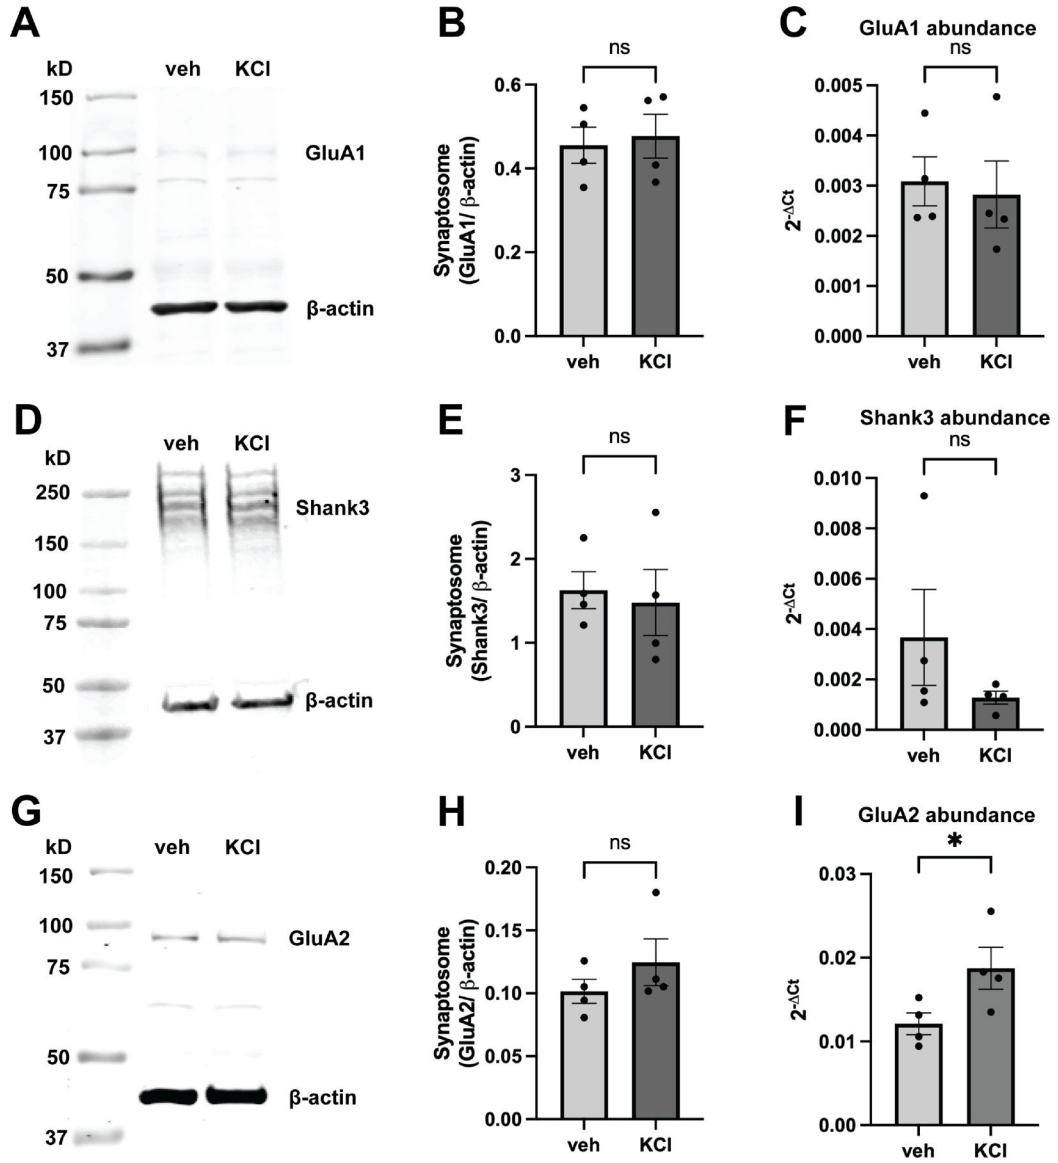 A
kD
veh KCl
150
100
75
50
37
GluA1
β-actin
B
ns
Synaptosome
(GluA1/ β-actin)
0.6
0.4
0.2
0.0
veh KCl
C
GluA1 abundance
ns
2-ΔCt
0.005
0.004
0.003
0.002
0.001
0.000
veh KCl
D
kD
veh KCl
250
150
100
75
50
37
Shank3
β-actin
E
ns
Synaptosome
(Shank3/ β-actin)
3
2
1
0
veh KCl
F
Shank3 abundance
ns
2-ΔCt
0.010
0.008
0.006
0.004
0.002
0.000
veh KCl
G
kD
veh KCl
150
100
75
50
37
GluA2
β-actin
H
ns
Synaptosome
(GluA2/ β-actin)
0.20
0.15
0.10
0.05
0.00
veh KCl
I
GluA2 abundance
*
2-ΔCt
0.03
0.02
0.01
0.00
veh KCl